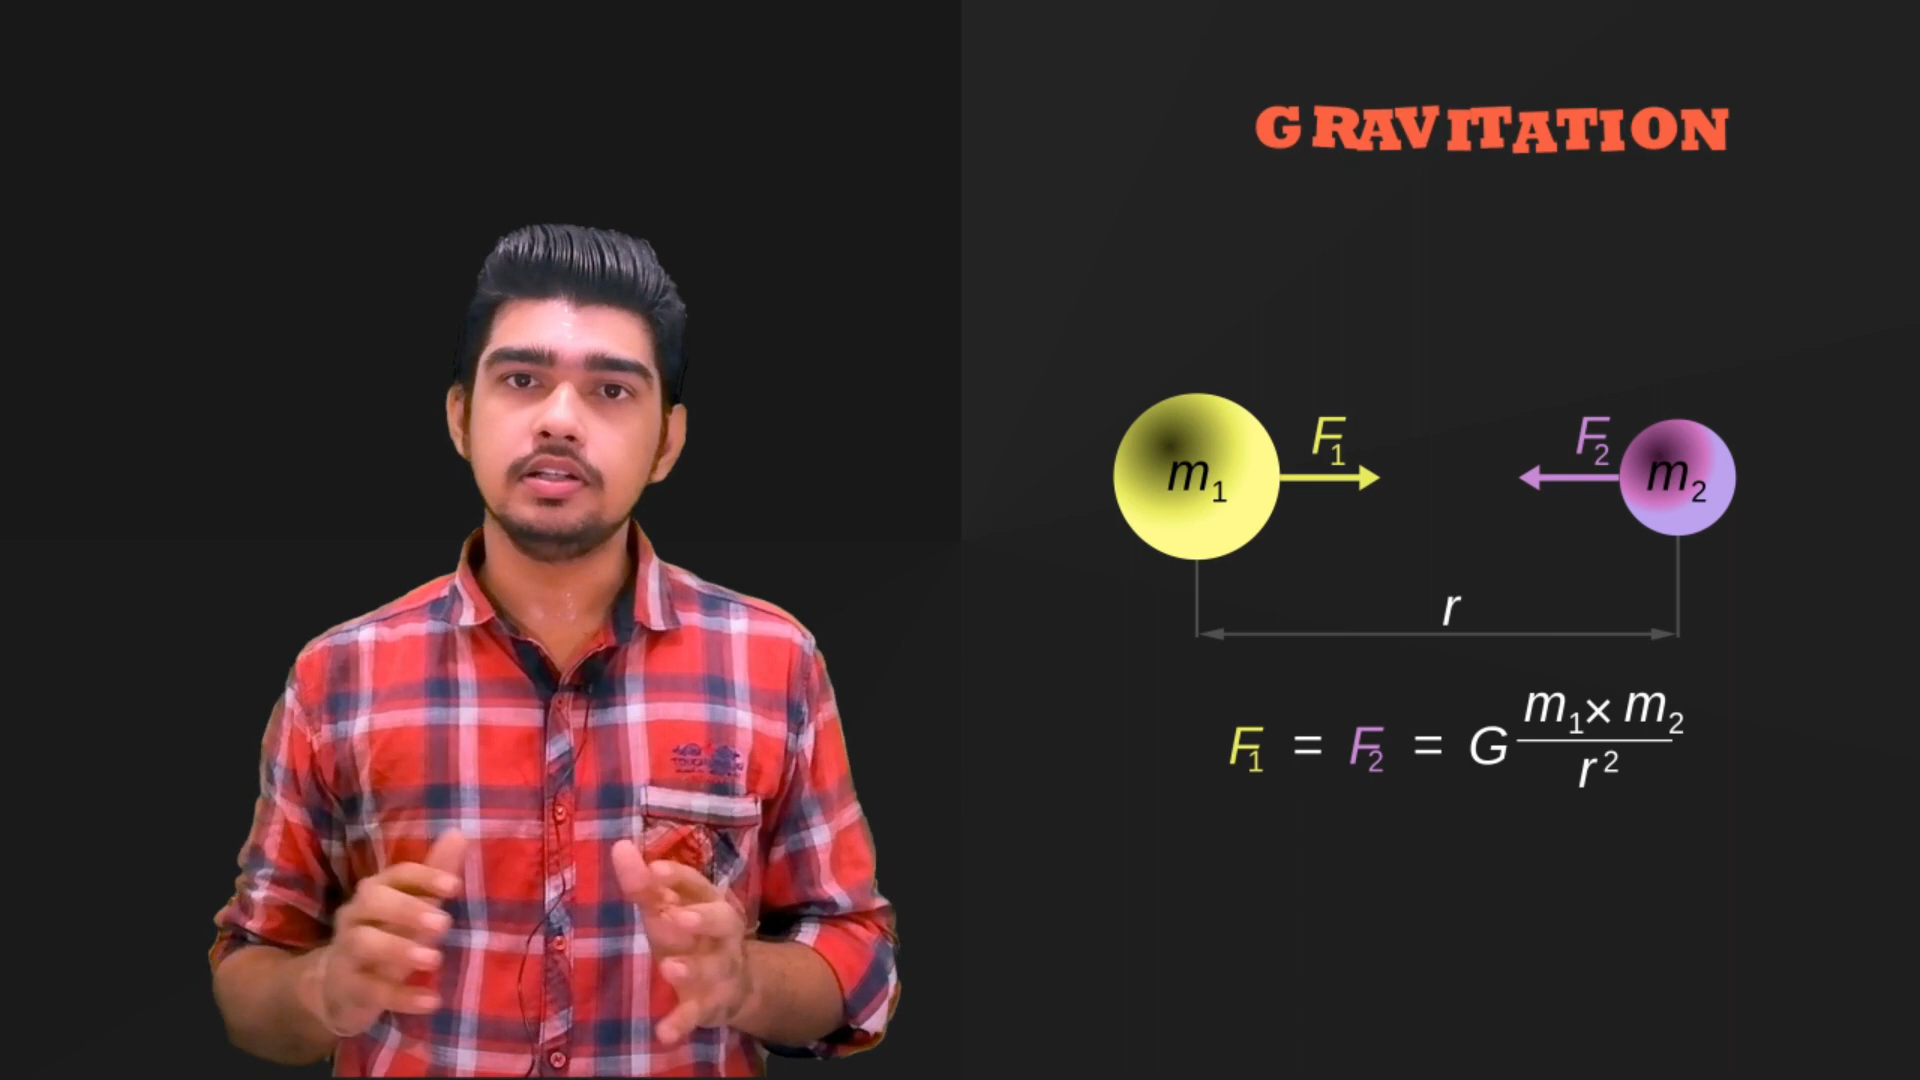 GRAVITATION
F₁ F₂
m₁ m₂
r
F₁ = F₂ = G m₁× m₂ / r²